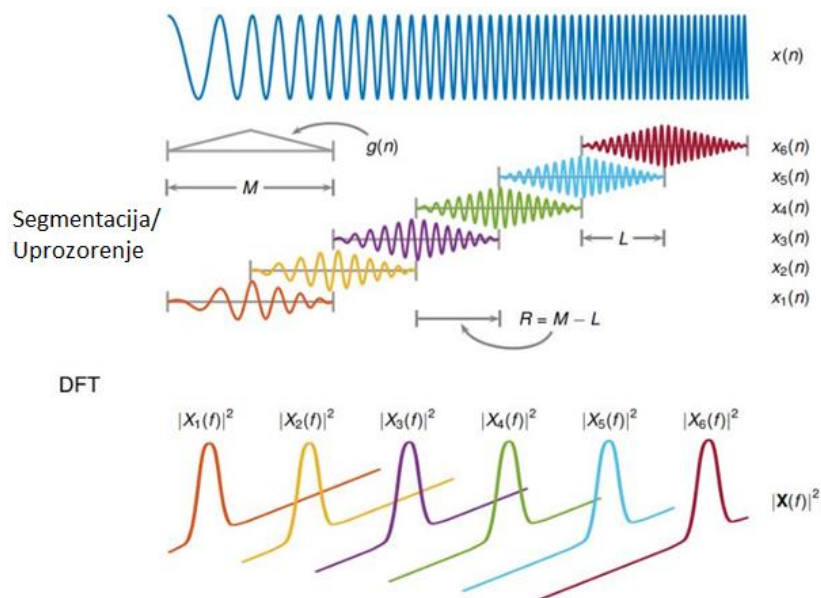 x(n)
g(n)
M
Segmentacija/
Uprozorenje
x₆(n)
x₅(n)
x₄(n)
L
x₃(n)
x₂(n)
x₁(n)
R = M − L
DFT
|X₁(f)|² |X₂(f)|² |X₃(f)|² |X₄(f)|² |X₅(f)|² |X₆(f)|²
|X(f)|²